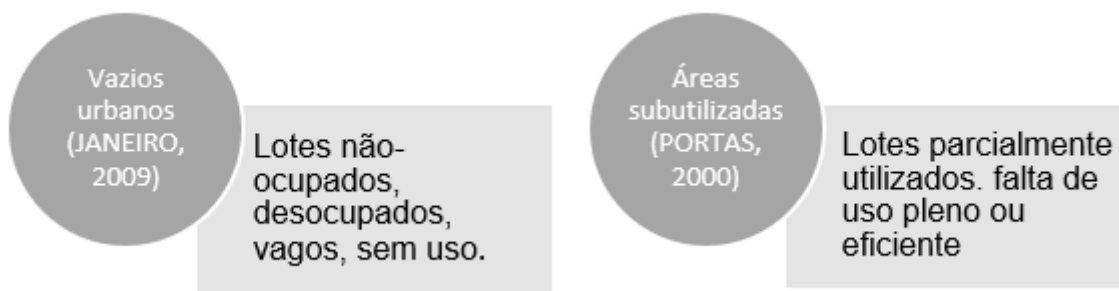 Vazios
urbanos
(JANEIRO,
2009)
Lotes não-
ocupados,
desocupados,
vagos, sem uso.
Áreas
subutilizadas
(PORTAS,
2000)
Lotes parcialmente
utilizados. falta de
uso pleno ou
eficiente